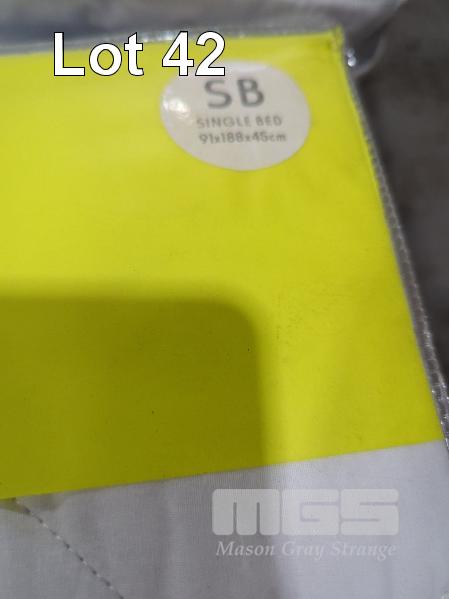 Lot 42
SB
SINGLE BED
91x188x45cm
MGS
Mason Gray Strange